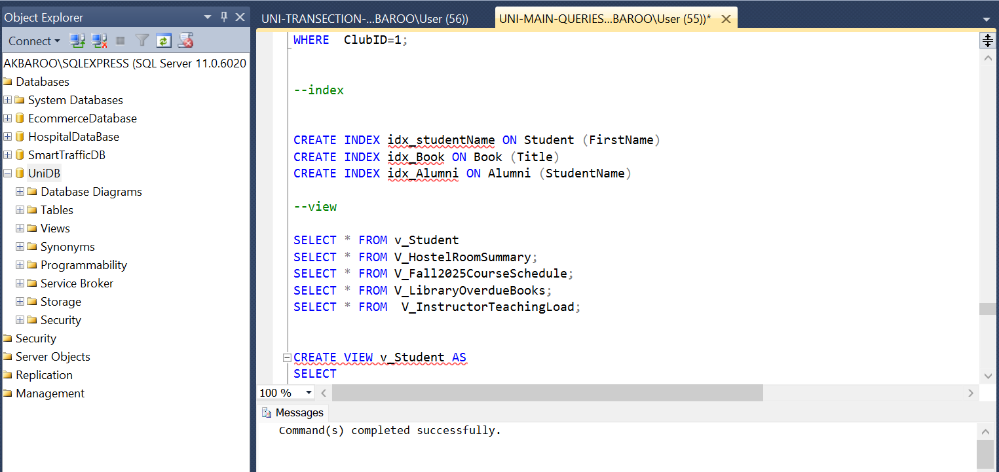 Object Explorer
Connect
AKBAROO\SQLEXPRESS (SQL Server 11.0.6020
Databases
System Databases
EcommerceDatabase
HospitalDataBase
SmartTrafficDB
UniDB
Database Diagrams
Tables
Views
Synonyms
Programmability
Service Broker
Storage
Security
Security
Server Objects
Replication
Management
UNI-TRANSECTION-...BAROO\User (56))
UNI-MAIN-QUERIES...BAROO\User (55))*
WHERE  ClubID=1;
--index
CREATE INDEX idx_studentName ON Student (FirstName)
CREATE INDEX idx_Book ON Book (Title)
CREATE INDEX idx_Alumni ON Alumni (StudentName)
--view
SELECT * FROM v_Student
SELECT * FROM V_HostelRoomSummary;
SELECT * FROM V_Fall2025CourseSchedule;
SELECT * FROM V_LibraryOverdueBooks;
SELECT * FROM  V_InstructorTeachingLoad;
CREATE VIEW v_Student AS
SELECT
100 %
Messages
Command(s) completed successfully.